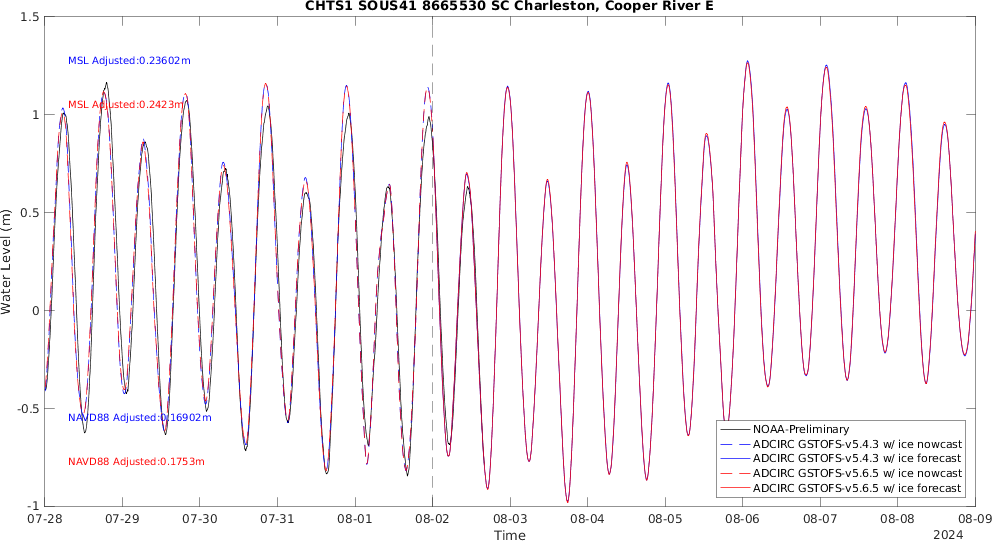 CHTS1 SOUS41 8665530 SC Charleston, Cooper River E
1.5
1
0.5
0
-0.5
-1
Water Level (m)
MSL Adjusted:0.23602m
MSL Adjusted:0.2423m
NAVD88 Adjusted:0.16902m
NAVD88 Adjusted:0.1753m
NOAA-Preliminary
ADCIRC GSTOFS-v5.4.3 w/ ice nowcast
ADCIRC GSTOFS-v5.4.3 w/ ice forecast
ADCIRC GSTOFS-v5.6.5 w/ ice nowcast
ADCIRC GSTOFS-v5.6.5 w/ ice forecast
07-28 07-29 07-30 07-31 08-01 08-02 08-03 08-04 08-05 08-06 08-07 08-08 08-09
Time
2024